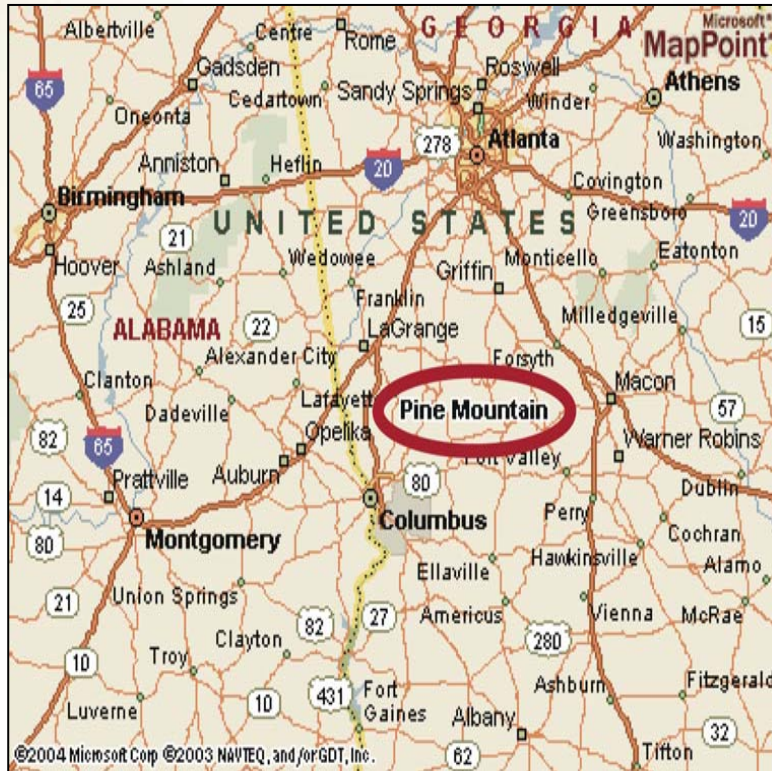 Albertville
Centre
Rome
GEORGIA
Microsoft®
MapPoint®
65
Gadsden
Roswell
Athens
Oneonta
Cedartown
Sandy Springs
Winder
278
Atlanta
Washington
Anniston
Heflin
20
Birmingham
Covington
Greensboro
20
UNITED STATES
21
Hoover
Ashland
Wedowee
Griffin
Monticello
Eatonton
25
Franklin
ALABAMA
22
LaGrange
Milledgeville
15
Alexander City
Forsyth
Clanton
Lafayett
Macon
Dadeville
Pine Mountain
57
82
Opelika
65
Warner Robins
Auburn
Fort Valley
14
Prattville
80
Dublin
Columbus
Perry
80
Montgomery
Cochran
Hawkinsville
Ellaville
Alamo
21
Union Springs
Americus
Vienna
McRae
82
27
Clayton
280
10
Troy
Fitzgerald
431
Fort
Gaines
Ashburn
Luverne
10
Albany
32
©2004 Microsoft Corp ©2003 NAVTEQ, and/or GDT, Inc.
62
Tifton